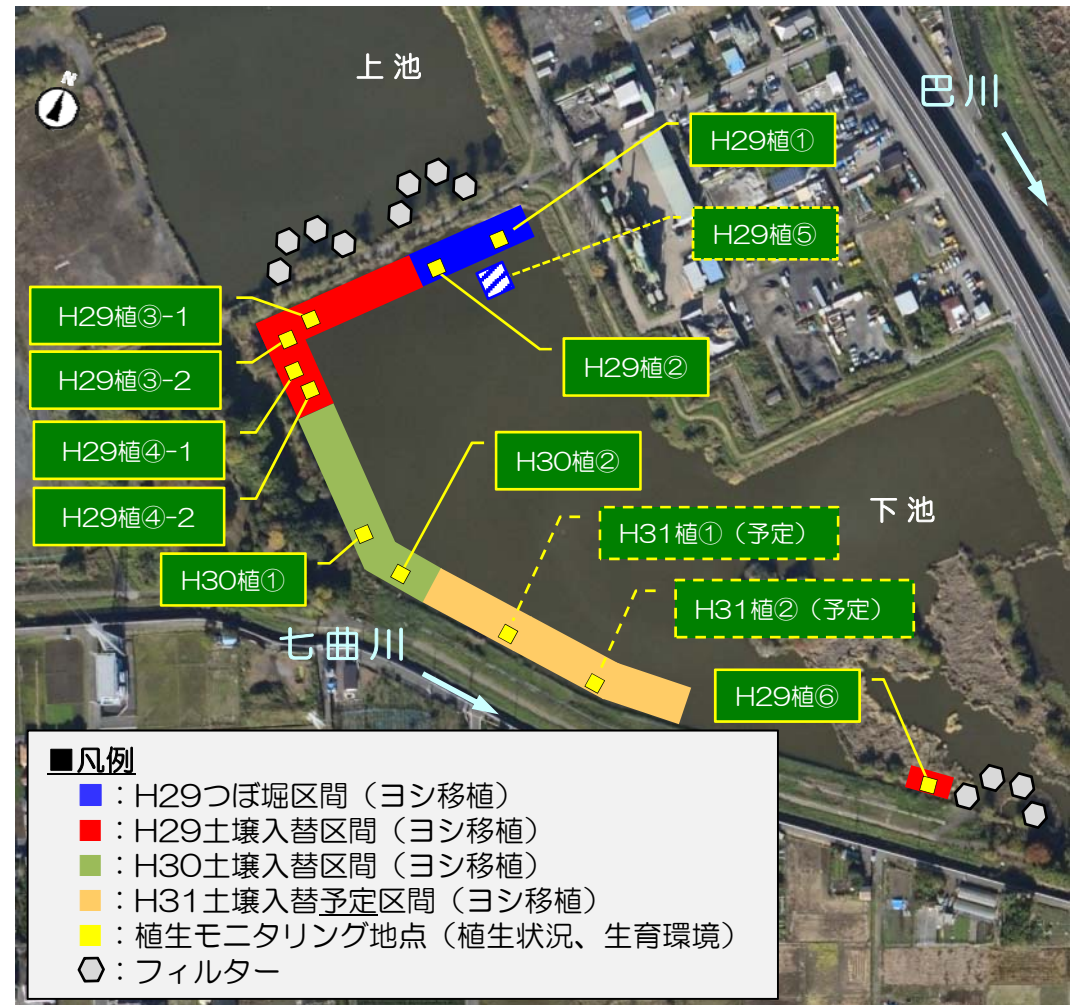 上池
巴川
N
H29植①
H29植⑤
H29植③-1
H29植③-2
H29植②
H29植④-1
H29植④-2
H30植②
下池
H31植①（予定）
H30植①
H31植②（予定）
七曲川
H29植⑥
■凡例
：H29つぼ堀区間（ヨシ移植）
：H29土壌入替区間（ヨシ移植）
：H30土壌入替区間（ヨシ移植）
：H31土壌入替予定区間（ヨシ移植）
：植生モニタリング地点（植生状況、生育環境）
：フィルター